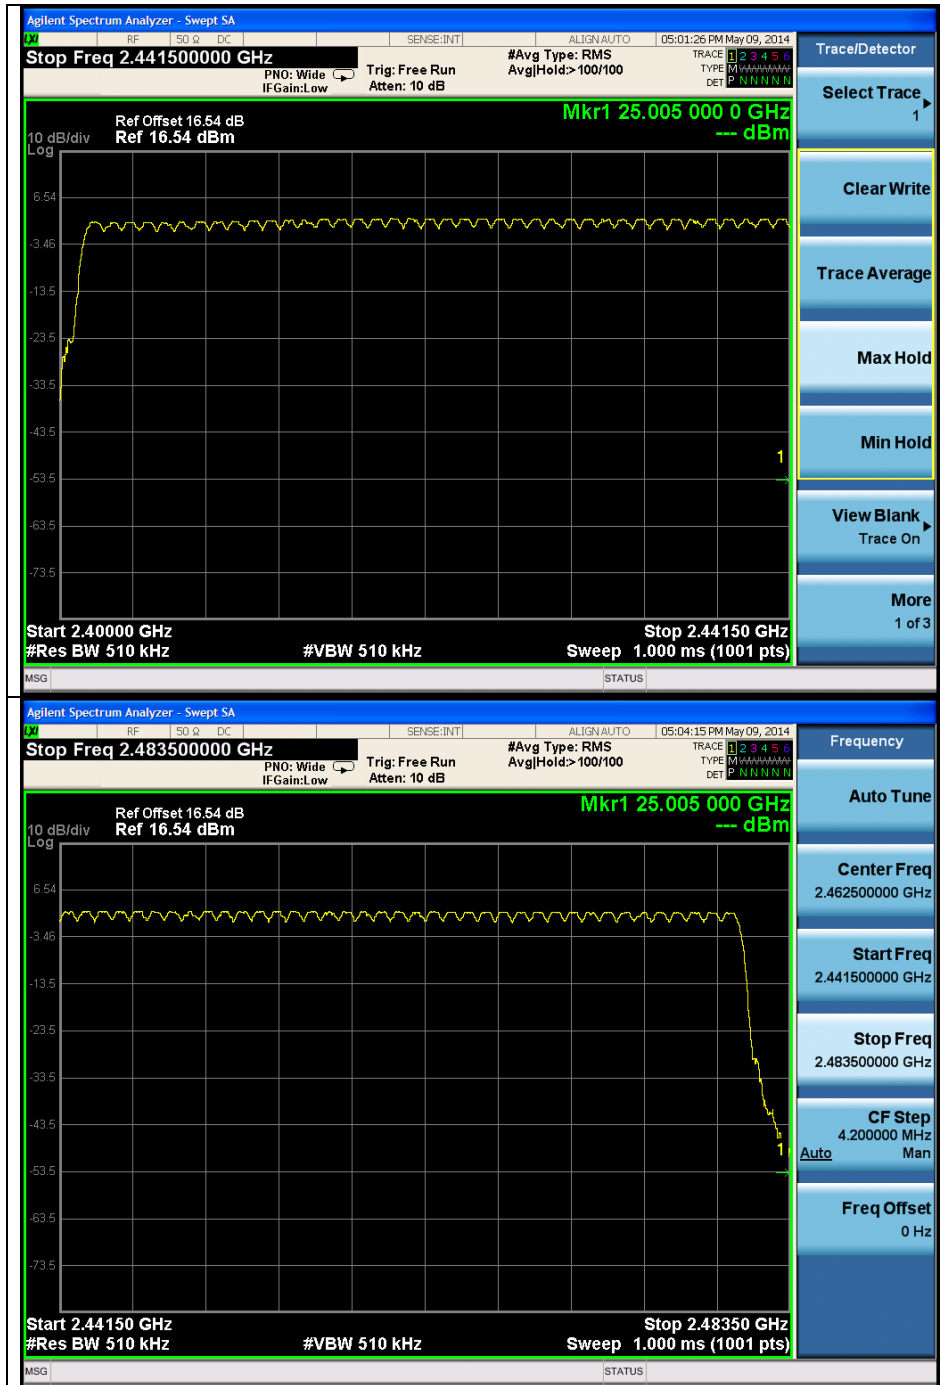 Agilent Spectrum Analyzer - Swept SA
LXI RF 50 Ω DC SENSE:INT ALIGN AUTO 05:01:26 PM May 09, 2014
Stop Freq 2.441500000 GHz
PNO: Wide
IFGain:Low
Trig: Free Run
Atten: 10 dB
#Avg Type: RMS
Avg|Hold:>100/100
TRACE 1 2 3 4 5 6
TYPE M W W W W W
DET P N N N N N
Trace/Detector
Select Trace
1
Clear Write
Trace Average
Max Hold
Min Hold
View Blank
Trace On
More
1 of 3
Mkr1 25.005 000 0 GHz
--- dBm
Ref Offset 16.54 dB
10 dB/div Ref 16.54 dBm
Log
6.54
-3.46
-13.5
-23.5
-33.5
-43.5
1
-53.5
-63.5
-73.5
Start 2.40000 GHz Stop 2.44150 GHz
#Res BW 510 kHz #VBW 510 kHz Sweep 1.000 ms (1001 pts)
MSG STATUS
Agilent Spectrum Analyzer - Swept SA
LXI RF 50 Ω DC SENSE:INT ALIGN AUTO 05:04:15 PM May 09, 2014
Stop Freq 2.483500000 GHz
PNO: Wide
IFGain:Low
Trig: Free Run
Atten: 10 dB
#Avg Type: RMS
Avg|Hold:>100/100
TRACE 1 2 3 4 5 6
TYPE M W W W W W
DET P N N N N N
Frequency
Auto Tune
Center Freq
2.462500000 GHz
Start Freq
2.441500000 GHz
Stop Freq
2.483500000 GHz
CF Step
4.200000 MHz
Auto Man
Freq Offset
0 Hz
Mkr1 25.005 000 GHz
--- dBm
Ref Offset 16.54 dB
10 dB/div Ref 16.54 dBm
Log
6.54
-3.46
-13.5
-23.5
-33.5
-43.5
1
-53.5
-63.5
-73.5
Start 2.44150 GHz Stop 2.48350 GHz
#Res BW 510 kHz #VBW 510 kHz Sweep 1.000 ms (1001 pts)
MSG STATUS